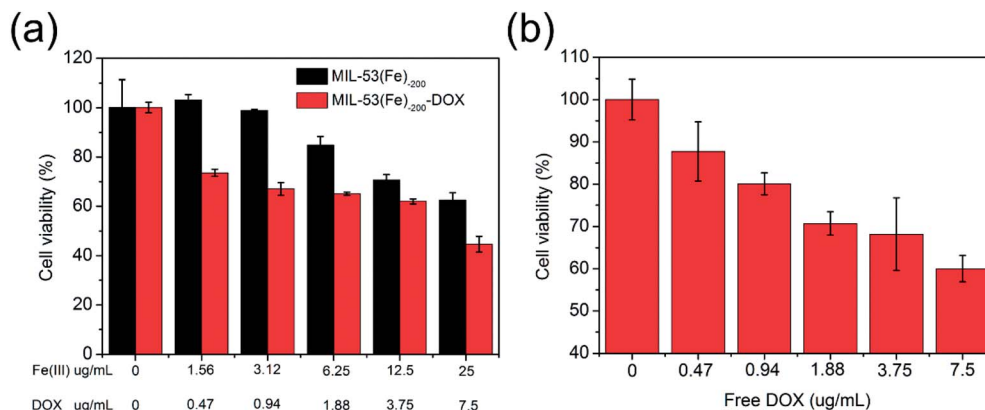 (a)
120
100
80
60
40
20
0
Cell viability (%)
MIL-53(Fe)-200
MIL-53(Fe)-200-DOX
Fe(III) ug/mL 0 1.56 3.12 6.25 12.5 25
DOX ug/mL 0 0.47 0.94 1.88 3.75 7.5
(b)
110
100
90
80
70
60
50
40
Cell viability (%)
0 0.47 0.94 1.88 3.75 7.5
Free DOX (ug/mL)